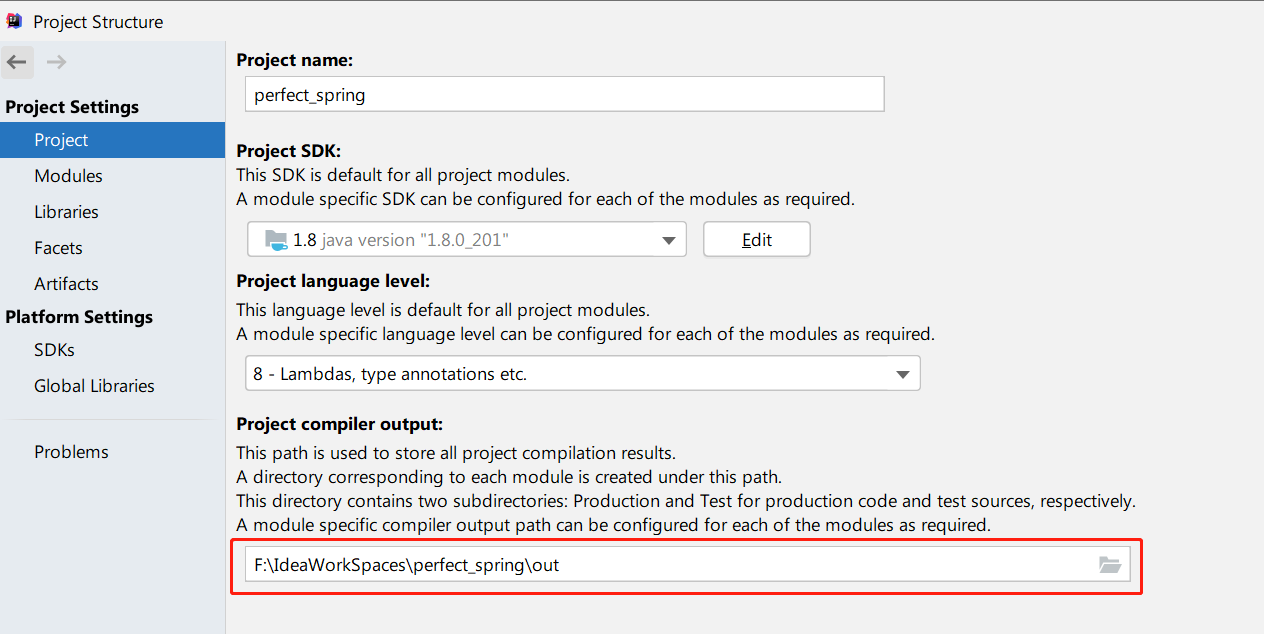 Project Structure
Project Settings
Project
Modules
Libraries
Facets
Artifacts
Platform Settings
SDKs
Global Libraries
Problems
Project name:
perfect_spring
Project SDK:
This SDK is default for all project modules.
A module specific SDK can be configured for each of the modules as required.
1.8 java version "1.8.0_201"
Edit
Project language level:
This language level is default for all project modules.
A module specific language level can be configured for each of the modules as required.
8 - Lambdas, type annotations etc.
Project compiler output:
This path is used to store all project compilation results.
A directory corresponding to each module is created under this path.
This directory contains two subdirectories: Production and Test for production code and test sources, respectively.
A module specific compiler output path can be configured for each of the modules as required.
F:\IdeaWorkSpaces\perfect_spring\out